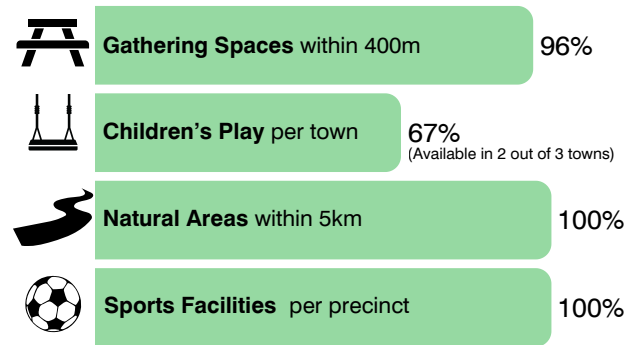 Gathering Spaces within 400m
96%
Children's Play per town
67%
(Available in 2 out of 3 towns)
Natural Areas within 5km
100%
Sports Facilities per precinct
100%